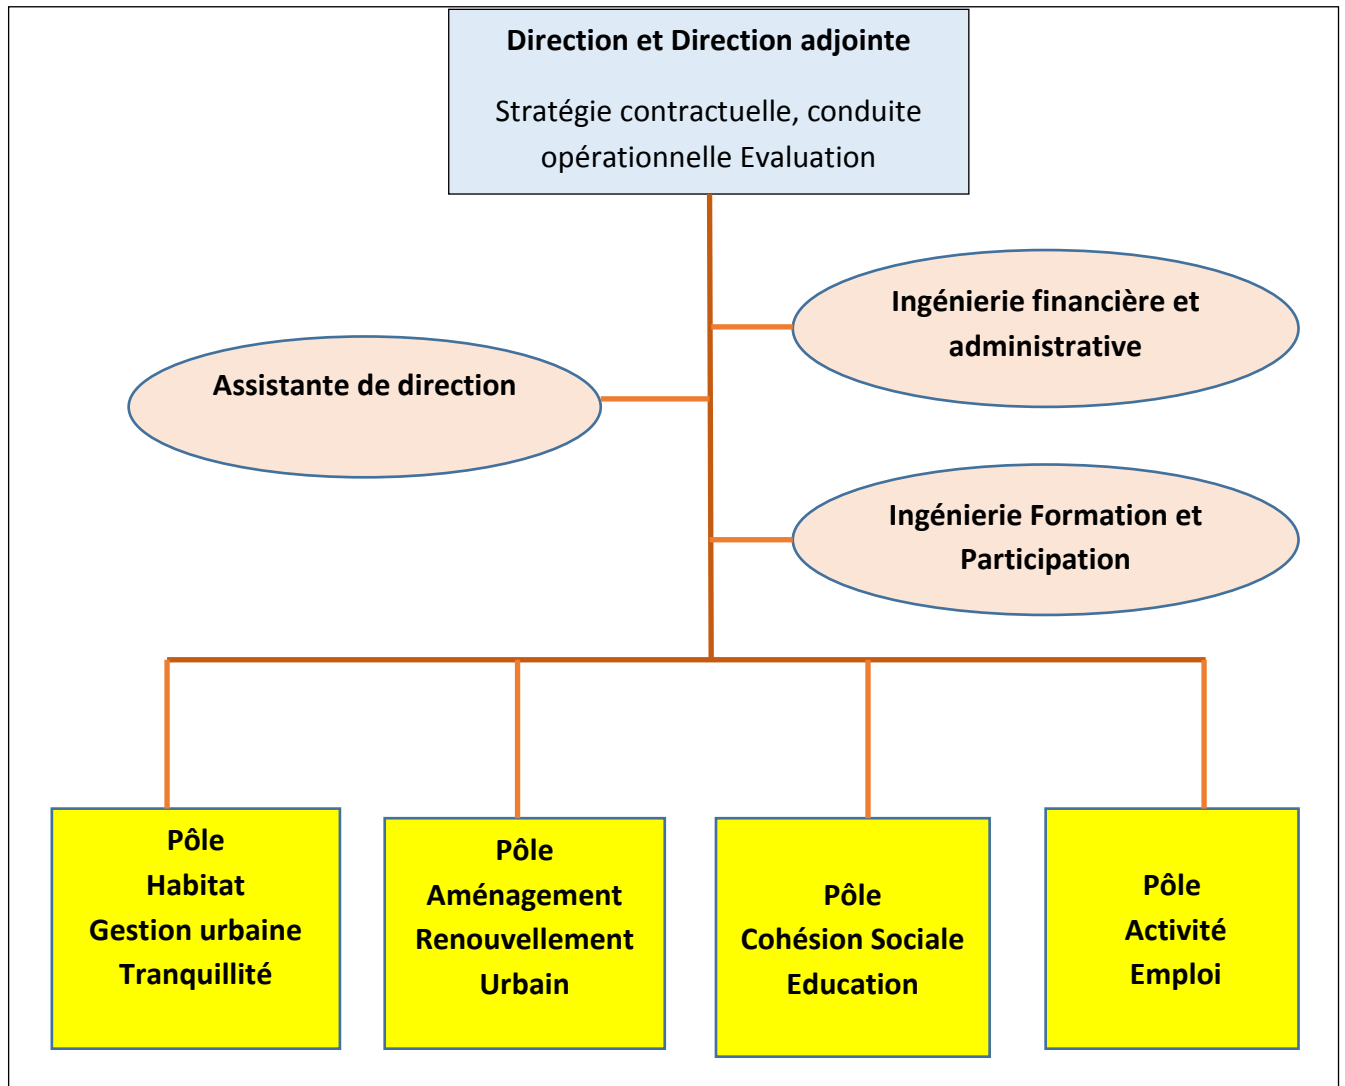 Direction et Direction adjointe
Stratégie contractuelle, conduite
opérationnelle Evaluation
Ingénierie financière et
administrative
Assistante de direction
Ingénierie Formation et
Participation
Pôle
Habitat
Gestion urbaine
Tranquillité
Pôle
Aménagement
Renouvellement
Urbain
Pôle
Cohésion Sociale
Education
Pôle
Activité
Emploi